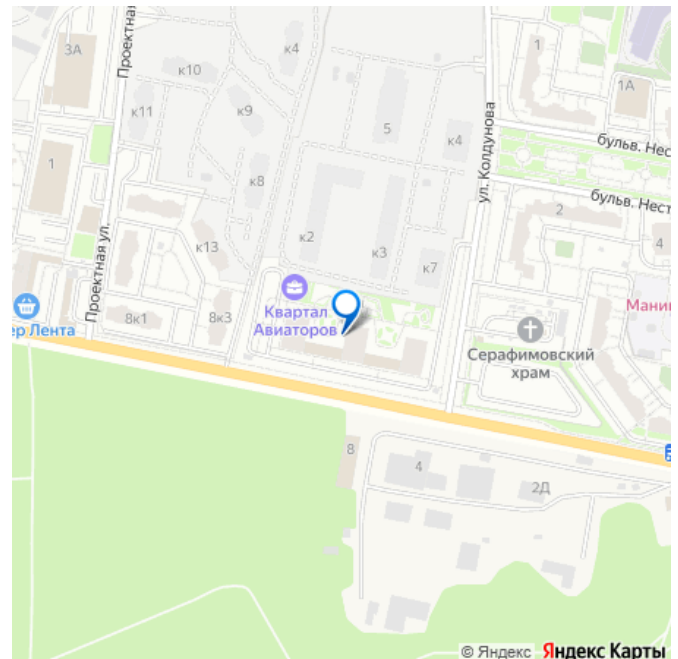 3А
Проектная
к4
к10
1
1А
к11
к9
5
к4
ул. Колдунова
бульв. Нес
1
к8
бульв. Нест
2
4
Проектная ул.
к13
к2
к3
к7
Квартал
Авиаторов
Мани
ер Лента
8к1
8к3
Серафимовский
храм
8
4
2Д
© Яндекс Яндекс Карты